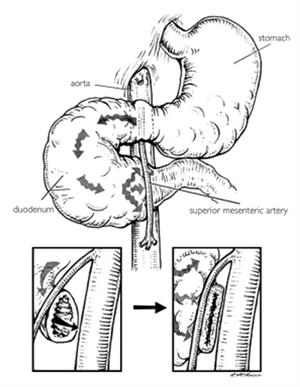 stomach
aorta
duodenum
superior mesenteric artery